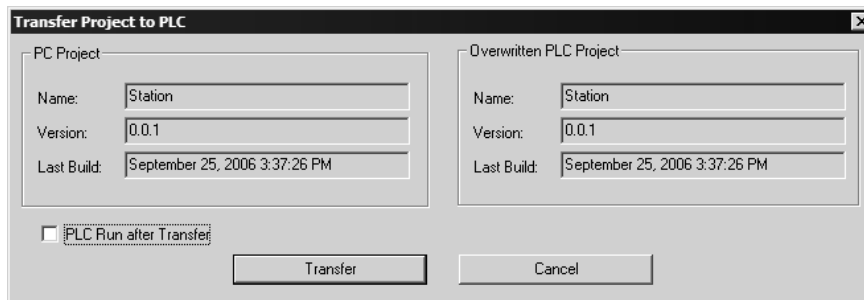 Transfer Project to PLC
PC Project
Name: Station
Version: 0.0.1
Last Build: September 25, 2006 3:37:26 PM
Overwritten PLC Project
Name: Station
Version: 0.0.1
Last Build: September 25, 2006 3:37:26 PM
PLC Run after Transfer
Transfer
Cancel